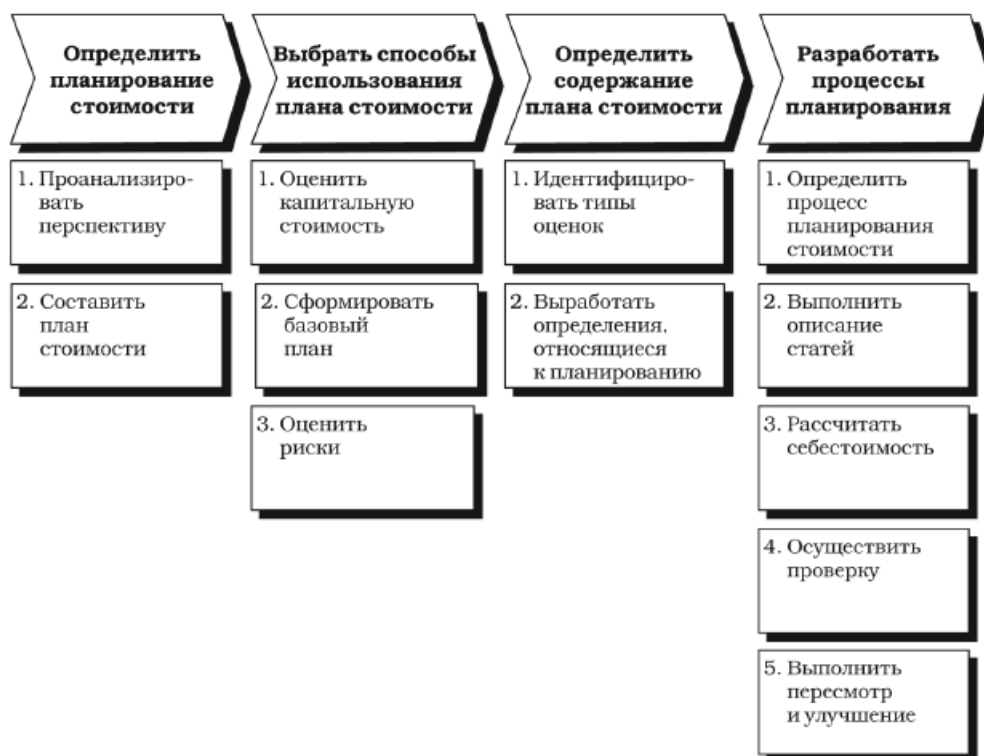 Определить
планирование
стоимости
Выбрать способы
использования
плана стоимости
Определить
содержание
плана стоимости
Разработать
процессы
планирования
1. Проанализиро-
вать
перспективу
2. Составить
план
стоимости
1. Оценить
капитальную
стоимость
2. Сформировать
базовый
план
3. Оценить
риски
1. Идентифициро-
вать типы
оценок
2. Выработать
определения,
относящиеся
к планированию
1. Определить
процесс
планирования
стоимости
2. Выполнить
описание
статей
3. Рассчитать
себестоимость
4. Осуществить
проверку
5. Выполнить
пересмотр
и улучшение